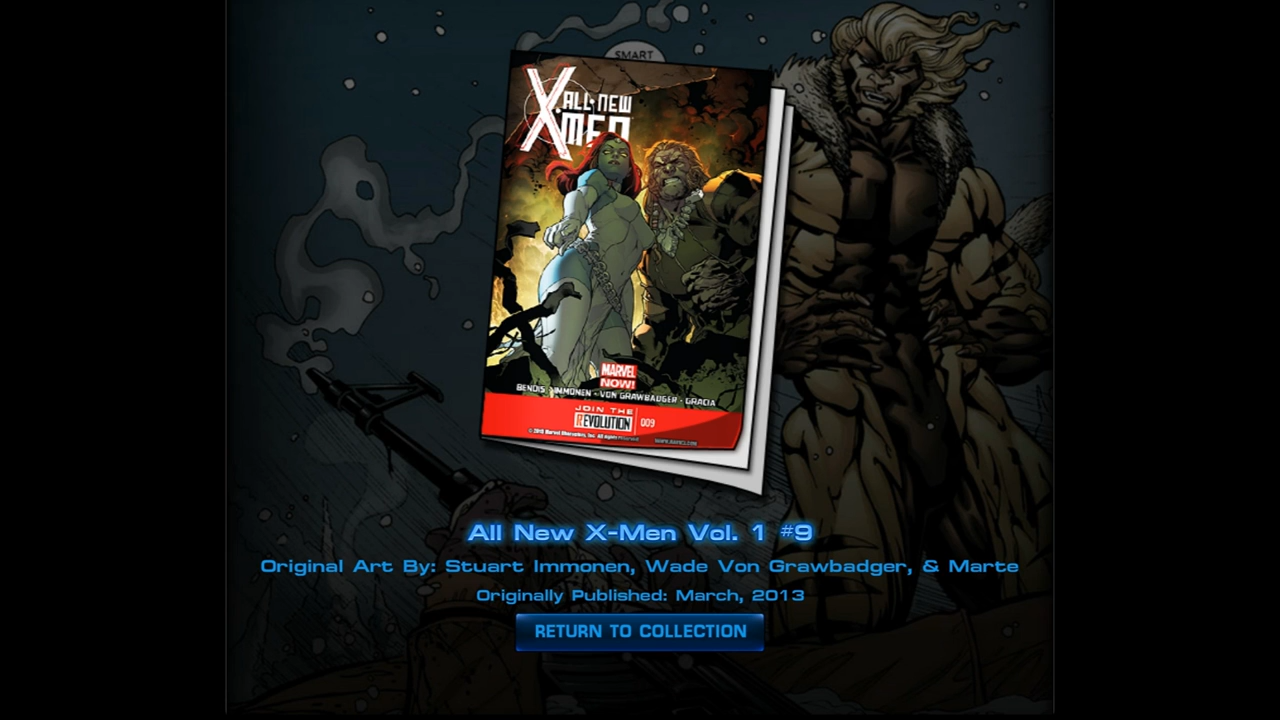 SMART
X
ALL·NEW
X-MEN
MARVEL
NOW!
BENDIS · IMMONEN · VON GRAWBADGER · GRACIA
JOIN THE
REVOLUTION 009
All New X-Men Vol. 1 #9
Original Art By: Stuart Immonen, Wade Von Grawbadger, & Marte
Originally Published: March, 2013
RETURN TO COLLECTION